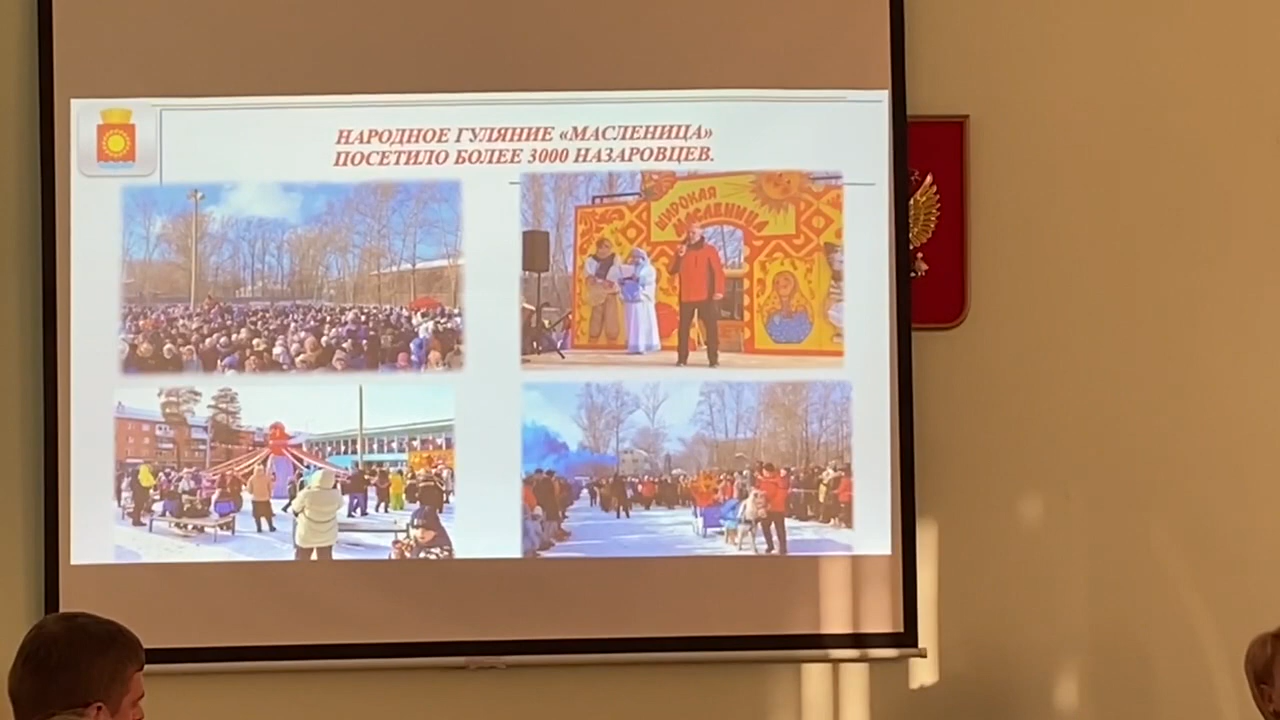 НАРОДНОЕ ГУЛЯНИЕ «МАСЛЕНИЦА»
ПОСЕТИЛО БОЛЕЕ 3000 НАЗАРОВЦЕВ.
ШИРОКАЯ
МАСЛЕНИЦА